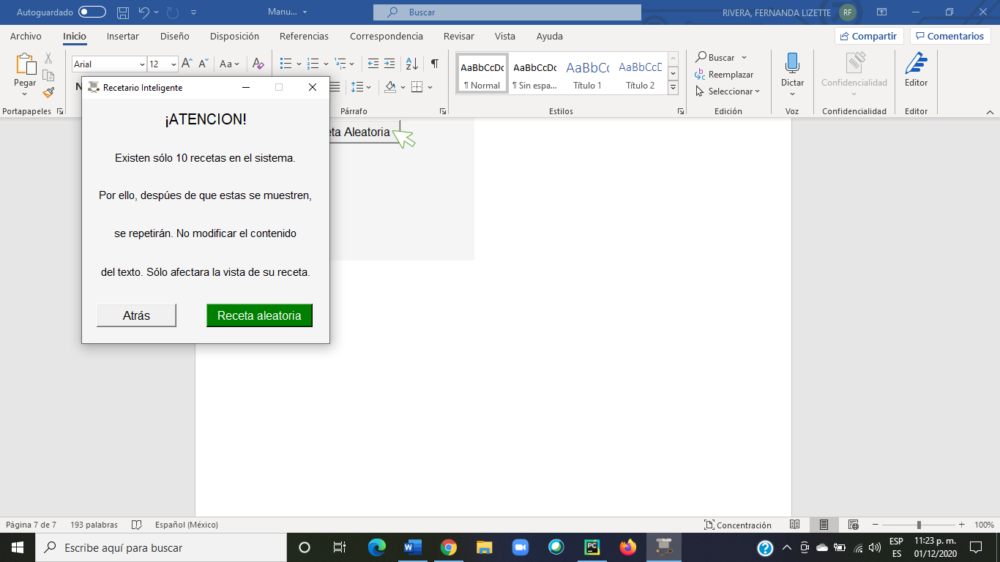 Autoguardado
Manu...
Buscar
RIVERA, FERNANDA LIZETTE
RF
Archivo
Inicio
Insertar
Diseño
Disposición
Referencias
Correspondencia
Revisar
Vista
Ayuda
Compartir
Comentarios
Pegar
Portapapeles
Arial
12
A A Aa A
N
Párrafo
AaBbCcDc
¶ Normal
AaBbCcDc
¶ Sin espa...
AaBbCc
Título 1
AaBbCcD
Título 2
Estilos
Buscar
Reemplazar
Seleccionar
Edición
Dictar
Voz
Confidencialidad
Confidencialidad
Editor
Editor
Recetario Inteligente
¡ATENCION!
Existen sólo 10 recetas en el sistema.
Por ello, despúes de que estas se muestren,
se repetirán. No modificar el contenido
del texto. Sólo afectara la vista de su receta.
Atrás
Receta aleatoria
eta Aleatoria
Página 7 de 7
193 palabras
Español (México)
Concentración
100%
Escribe aquí para buscar
ESP
ES
11:23 p. m.
01/12/2020